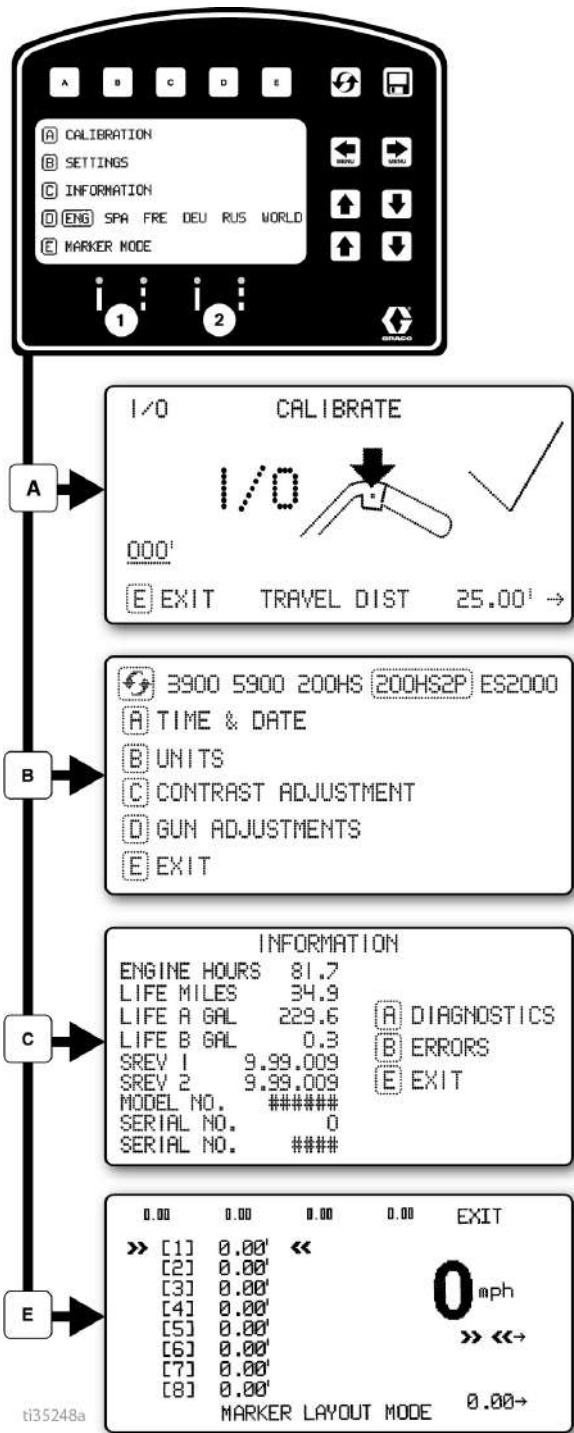 A B C D E
A CALIBRATION
B SETTINGS
C INFORMATION
D ENG SPA FRE DEU RUS WORLD
E MARKER MODE
MENU MENU
1 2
GRACO
A
I/O CALIBRATE
I/O
000'
E EXIT TRAVEL DIST 25.00' →
B
3900 5900 200HS 200HS2P ES2000
A TIME & DATE
B UNITS
C CONTRAST ADJUSTMENT
D GUN ADJUSTMENTS
E EXIT
C
INFORMATION
ENGINE HOURS 81.7
LIFE MILES 34.9
LIFE A GAL 229.6
LIFE B GAL 0.3
SREV 1 9.99.009
SREV 2 9.99.009
MODEL NO. ######
SERIAL NO. 0
SERIAL NO. ####
A DIAGNOSTICS
B ERRORS
E EXIT
E
0.00 0.00 0.00 0.00 EXIT
» [1] 0.00' «
[2] 0.00'
[3] 0.00'
[4] 0.00'
[5] 0.00'
[6] 0.00'
[7] 0.00'
[8] 0.00'
0 mph
» «→
0.00→
MARKER LAYOUT MODE
ti35248a